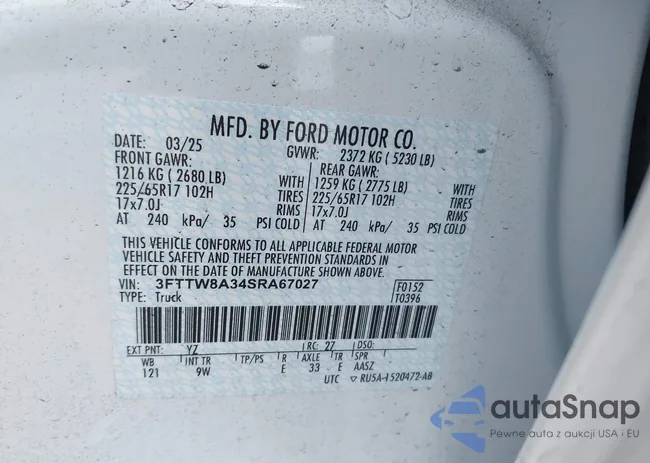 MFD. BY FORD MOTOR CO.
DATE: 03/25 GVWR: 2372 KG ( 5230 LB)
FRONT GAWR: REAR GAWR:
1216 KG ( 2680 LB) WITH 1259 KG ( 2775 LB) WITH
225/65R17 102H TIRES 225/65R17 102H TIRES
17x7.0J RIMS 17x7.0J RIMS
AT 240 kPa/ 35 PSI COLD AT 240 kPa/ 35 PSI COLD
THIS VEHICLE CONFORMS TO ALL APPLICABLE FEDERAL MOTOR
VEHICLE SAFETY AND THEFT PREVENTION STANDARDS IN
EFFECT ON THE DATE OF MANUFACTURE SHOWN ABOVE.
VIN: 3FTTW8A34SRA67027 F0152
TYPE: Truck T0396
EXT PNT: YZ RC: 27 DSO:
WB INT TR TP/PS R AXLE TR SPR
121 9W E 33 E AASZ
UTC ▽ RU5A-1520472-AB
autaSnap
Pewne auta z aukcji USA i EU